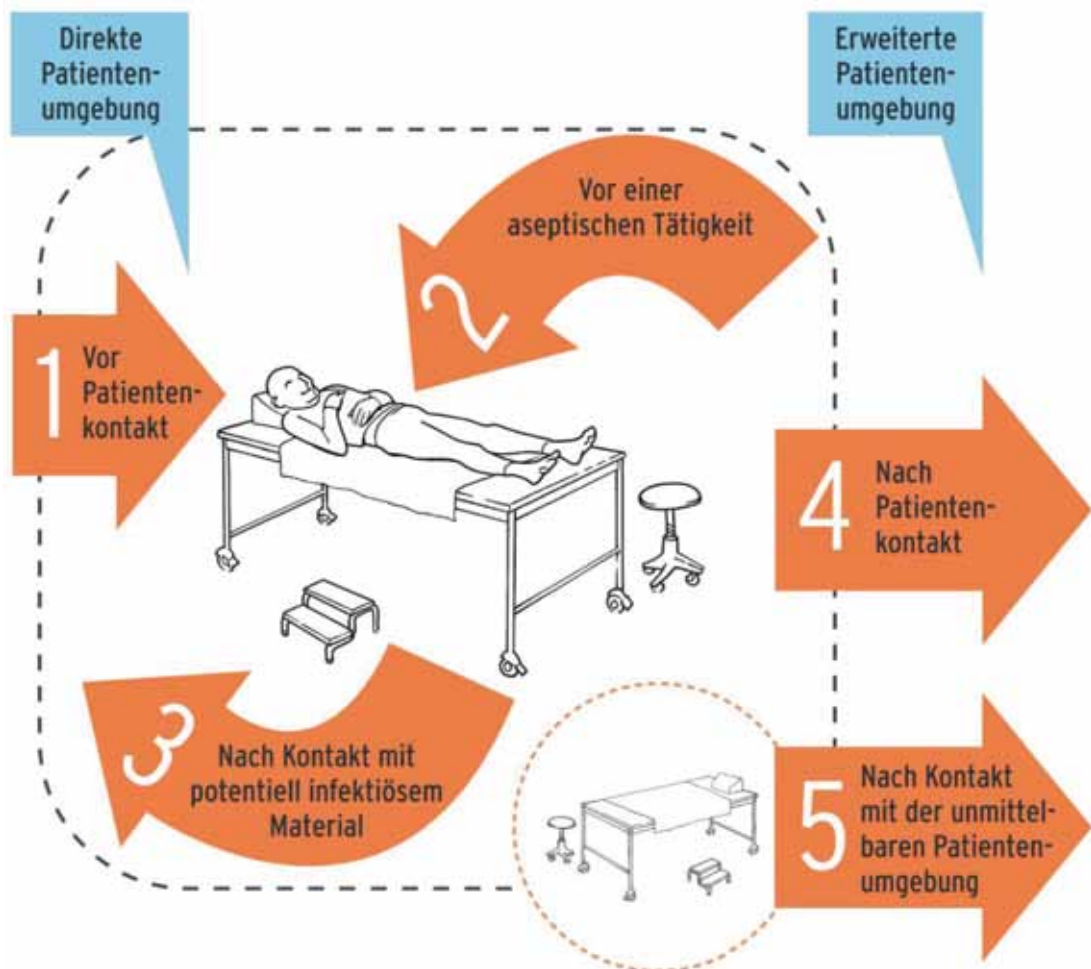 Direkte
Patienten-
umgebung
Erweiterte
Patienten-
umgebung
Vor einer
aseptischen Tätigkeit
2
1
Vor
Patienten-
kontakt
4
Nach
Patienten-
kontakt
3
Nach Kontakt mit
potentiell infektiösem
Material
5
Nach Kontakt
mit der unmittel-
baren Patienten-
umgebung